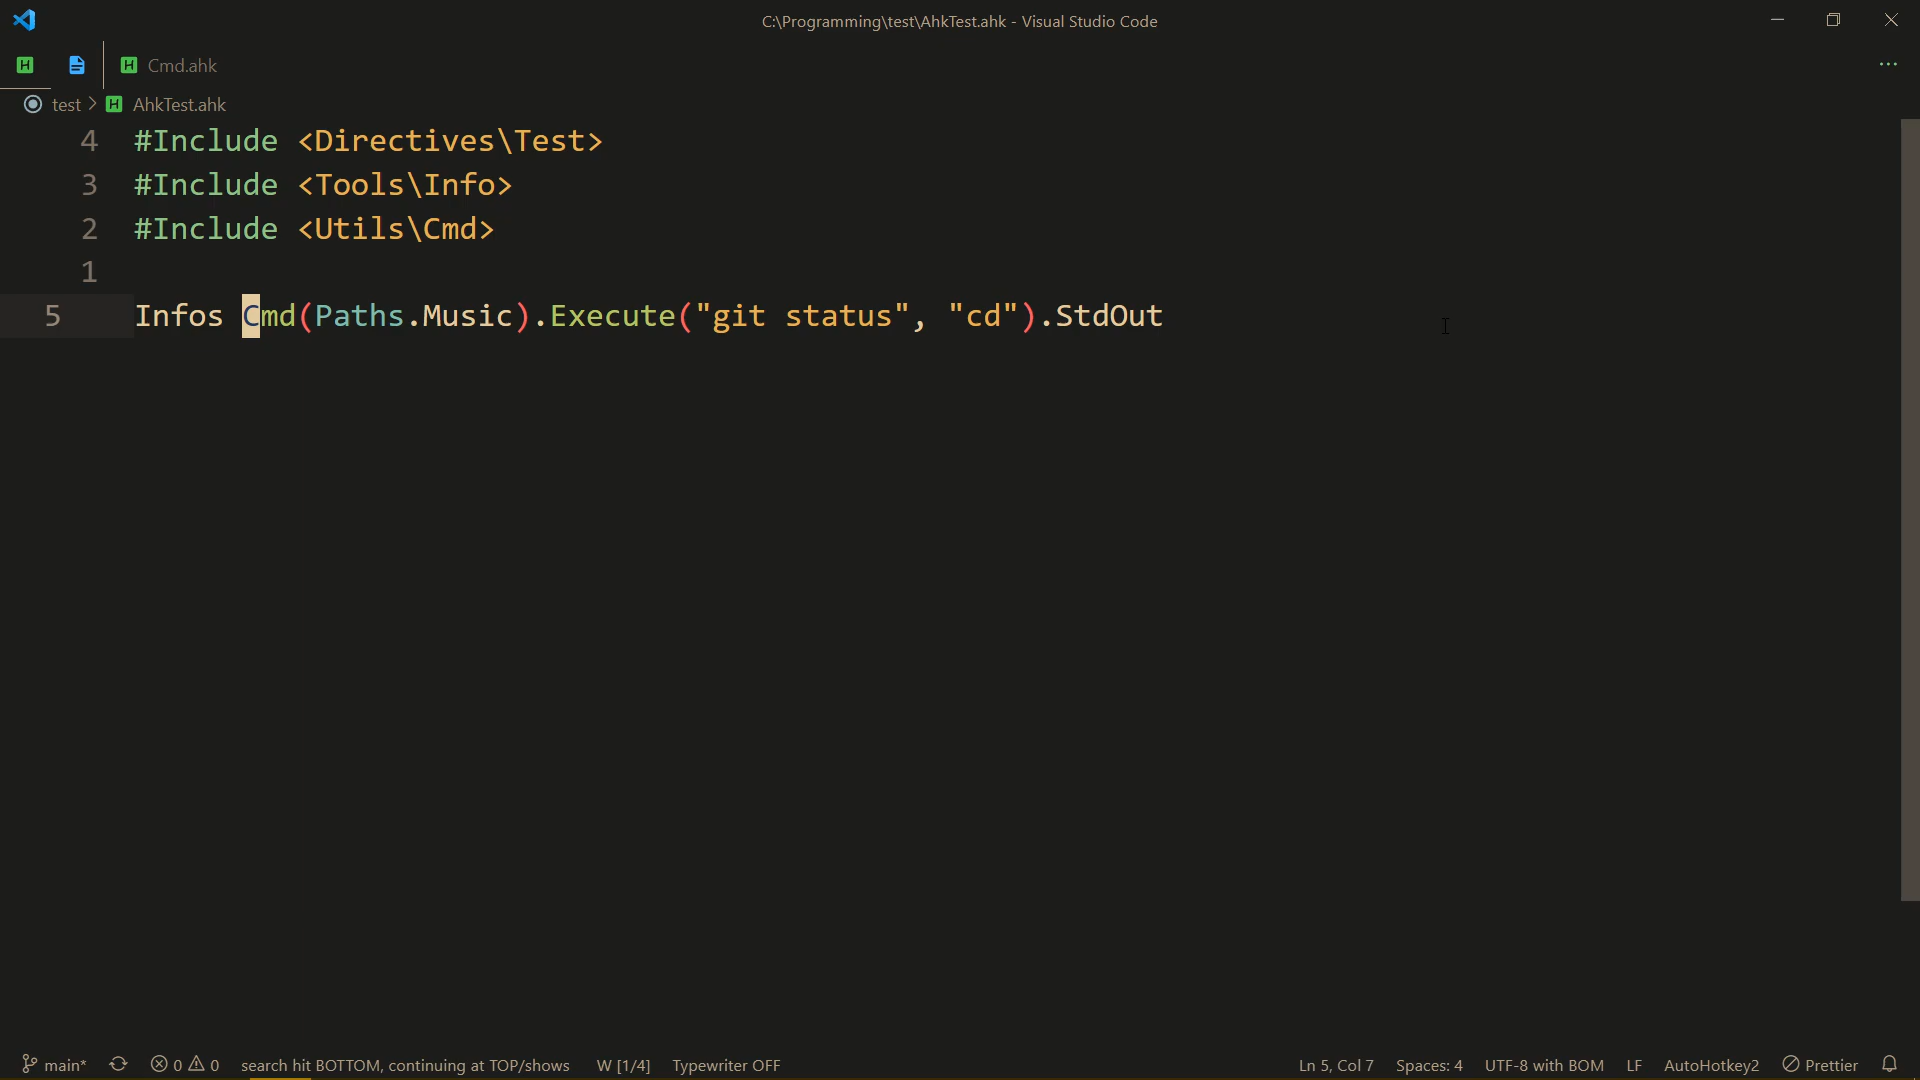 C:\Programming\test\AhkTest.ahk - Visual Studio Code
Cmd.ahk
test > AhkTest.ahk
4 #Include <Directives\Test>
3 #Include <Tools\Info>
2 #Include <Utils\Cmd>
1
5 Infos Cmd(Paths.Music).Execute("git status", "cd").StdOut
main* 0 0 search hit BOTTOM, continuing at TOP/shows W [1/4] Typewriter OFF Ln 5, Col 7 Spaces: 4 UTF-8 with BOM LF AutoHotkey2 Prettier